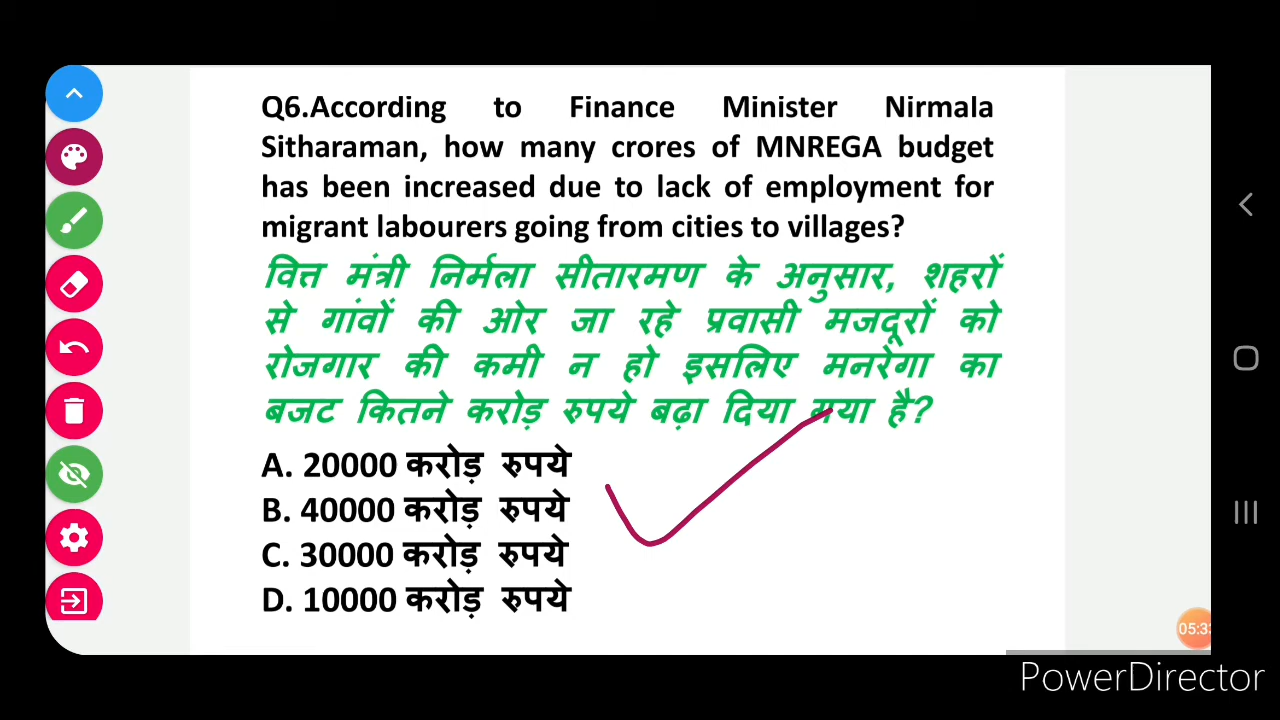 Q6.According to Finance Minister Nirmala
Sitharaman, how many crores of MNREGA budget
has been increased due to lack of employment for
migrant labourers going from cities to villages?
वित्त मंत्री निर्मला सीतारमण के अनुसार, शहरों
से गांवों की ओर जा रहे प्रवासी मजदूरों को
रोजगार की कमी न हो इसलिए मनरेगा का
बजट कितने करोड़ रुपये बढ़ा दिया गया है?
A. 20000 करोड़ रुपये
B. 40000 करोड़ रुपये
C. 30000 करोड़ रुपये
D. 10000 करोड़ रुपये
05:33
PowerDirector